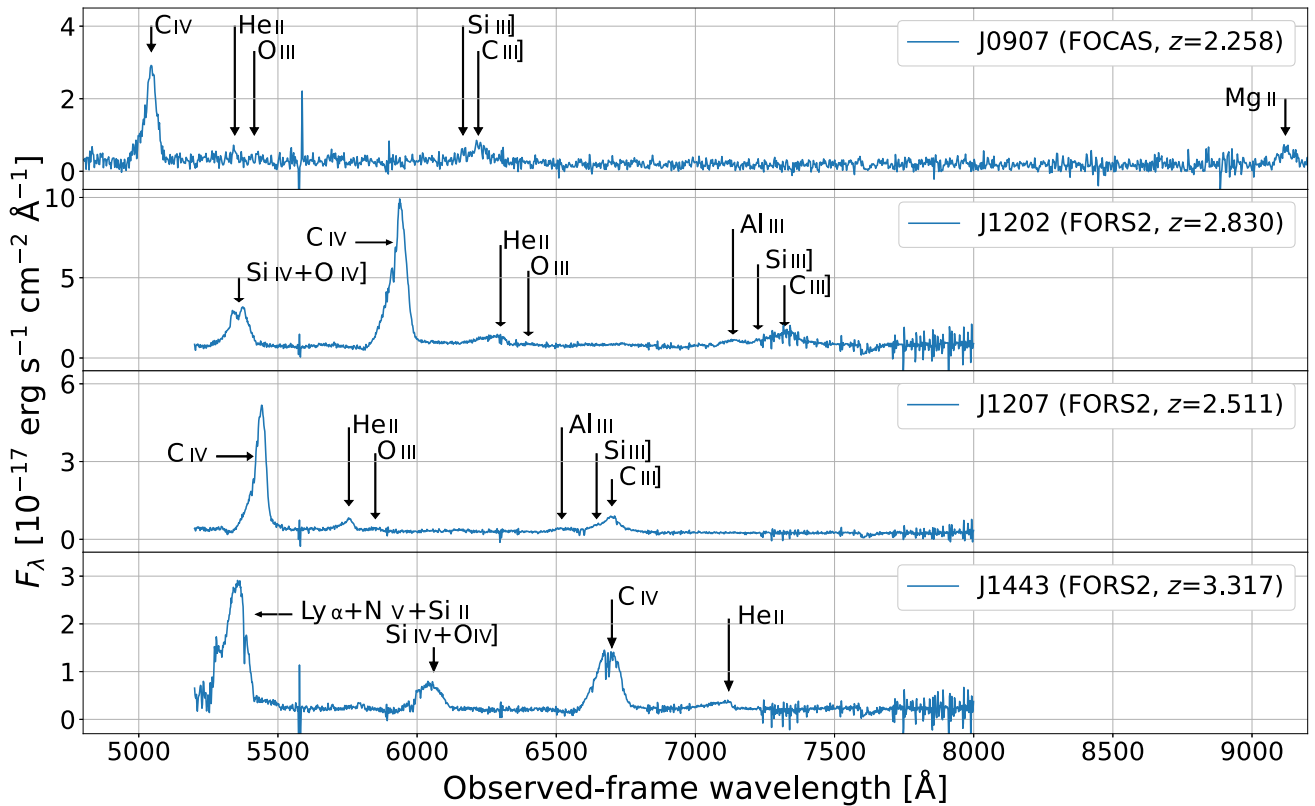 C IV
He II
O III
Si III]
C III]
Mg II
J0907 (FOCAS, z=2.258)
4
2
0
C IV
Si IV+O IV]
He II
O III
Al III
Si III]
C III]
J1202 (FORS2, z=2.830)
10
5
0
C IV
He II
O III
Al III
Si III]
C III]
J1207 (FORS2, z=2.511)
6
3
0
Ly α+N V+Si II
Si IV+O IV]
C IV
He II
J1443 (FORS2, z=3.317)
3
2
1
0
Fλ [10⁻¹⁷ erg s⁻¹ cm⁻² Å⁻¹]
5000 5500 6000 6500 7000 7500 8000 8500 9000
Observed-frame wavelength [Å]